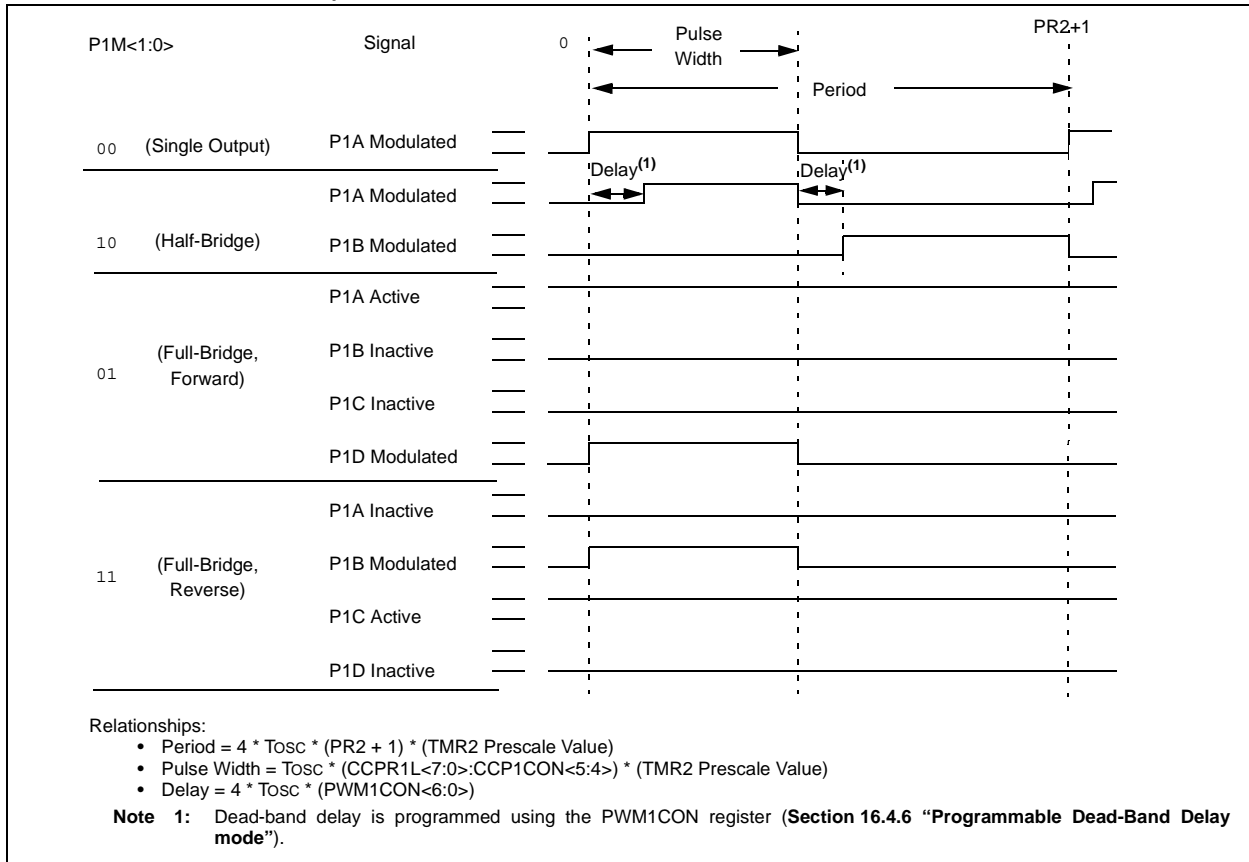 P1M<1:0> Signal 0 Pulse Width PR2+1
Period
00 (Single Output) P1A Modulated
Delay(1) Delay(1)
P1A Modulated
10 (Half-Bridge) P1B Modulated
P1A Active
01 (Full-Bridge, Forward) P1B Inactive
P1C Inactive
P1D Modulated
P1A Inactive
11 (Full-Bridge, Reverse) P1B Modulated
P1C Active
P1D Inactive
Relationships:
• Period = 4 * TOSC * (PR2 + 1) * (TMR2 Prescale Value)
• Pulse Width = TOSC * (CCPR1L<7:0>:CCP1CON<5:4>) * (TMR2 Prescale Value)
• Delay = 4 * TOSC * (PWM1CON<6:0>)
Note 1: Dead-band delay is programmed using the PWM1CON register (Section 16.4.6 “Programmable Dead-Band Delay
mode”).